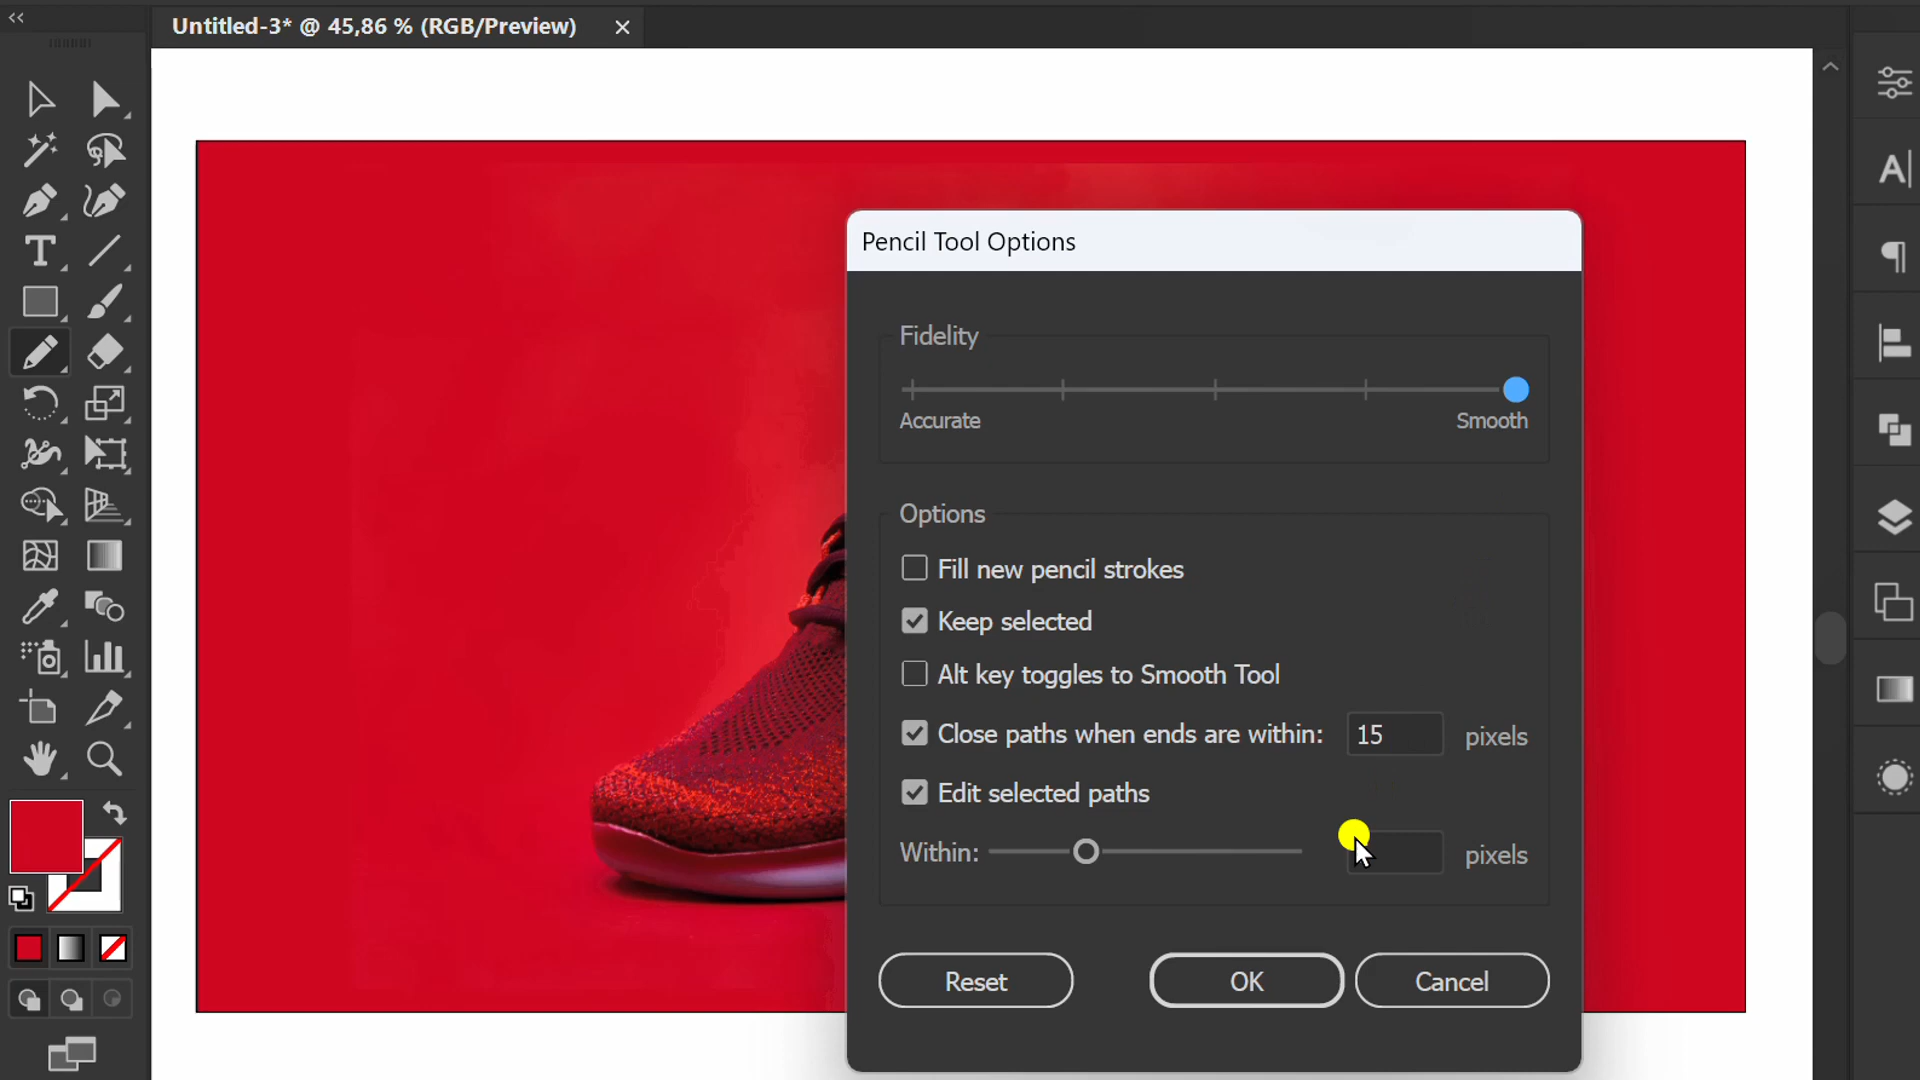 Untitled-3* @ 45,86 % (RGB/Preview)
Pencil Tool Options
Fidelity
Accurate
Smooth
Options
Fill new pencil strokes
Keep selected
Alt key toggles to Smooth Tool
Close paths when ends are within: 15 pixels
Edit selected paths
Within: pixels
Reset
OK
Cancel